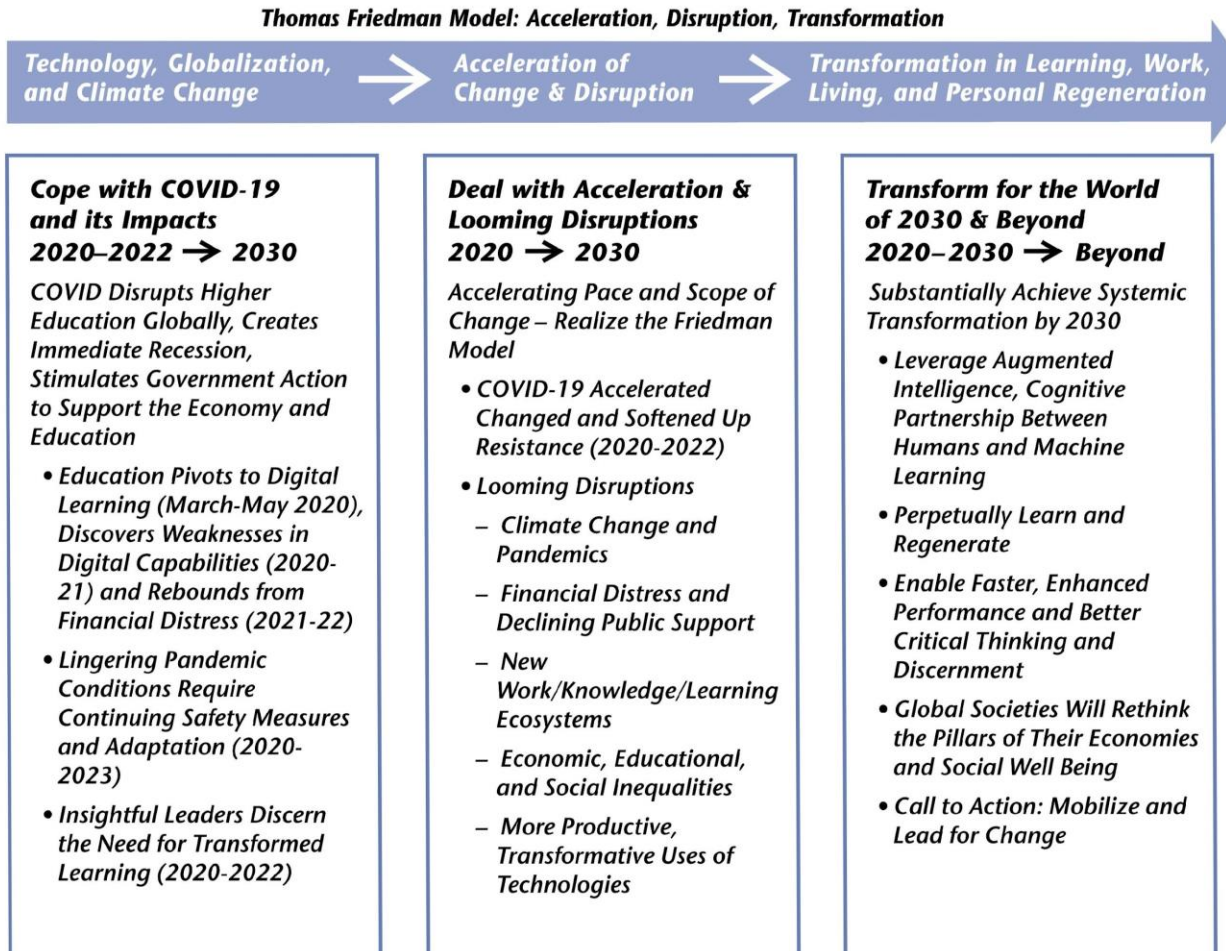 Thomas Friedman Model: Acceleration, Disruption, Transformation
Technology, Globalization,
and Climate Change
Acceleration of
Change & Disruption
Transformation in Learning, Work,
Living, and Personal Regeneration
Cope with COVID-19
and its Impacts
2020–2022 → 2030
COVID Disrupts Higher
Education Globally, Creates
Immediate Recession,
Stimulates Government Action
to Support the Economy and
Education
• Education Pivots to Digital
Learning (March-May 2020),
Discovers Weaknesses in
Digital Capabilities (2020-
21) and Rebounds from
Financial Distress (2021-22)
• Lingering Pandemic
Conditions Require
Continuing Safety Measures
and Adaptation (2020-
2023)
• Insightful Leaders Discern
the Need for Transformed
Learning (2020-2022)
Deal with Acceleration &
Looming Disruptions
2020 → 2030
Accelerating Pace and Scope of
Change – Realize the Friedman
Model
• COVID-19 Accelerated
Changed and Softened Up
Resistance (2020-2022)
• Looming Disruptions
– Climate Change and
Pandemics
– Financial Distress and
Declining Public Support
– New
Work/Knowledge/Learning
Ecosystems
– Economic, Educational,
and Social Inequalities
– More Productive,
Transformative Uses of
Technologies
Transform for the World
of 2030 & Beyond
2020–2030 → Beyond
Substantially Achieve Systemic
Transformation by 2030
• Leverage Augmented
Intelligence, Cognitive
Partnership Between
Humans and Machine
Learning
• Perpetually Learn and
Regenerate
• Enable Faster, Enhanced
Performance and Better
Critical Thinking and
Discernment
• Global Societies Will Rethink
the Pillars of Their Economies
and Social Well Being
• Call to Action: Mobilize and
Lead for Change